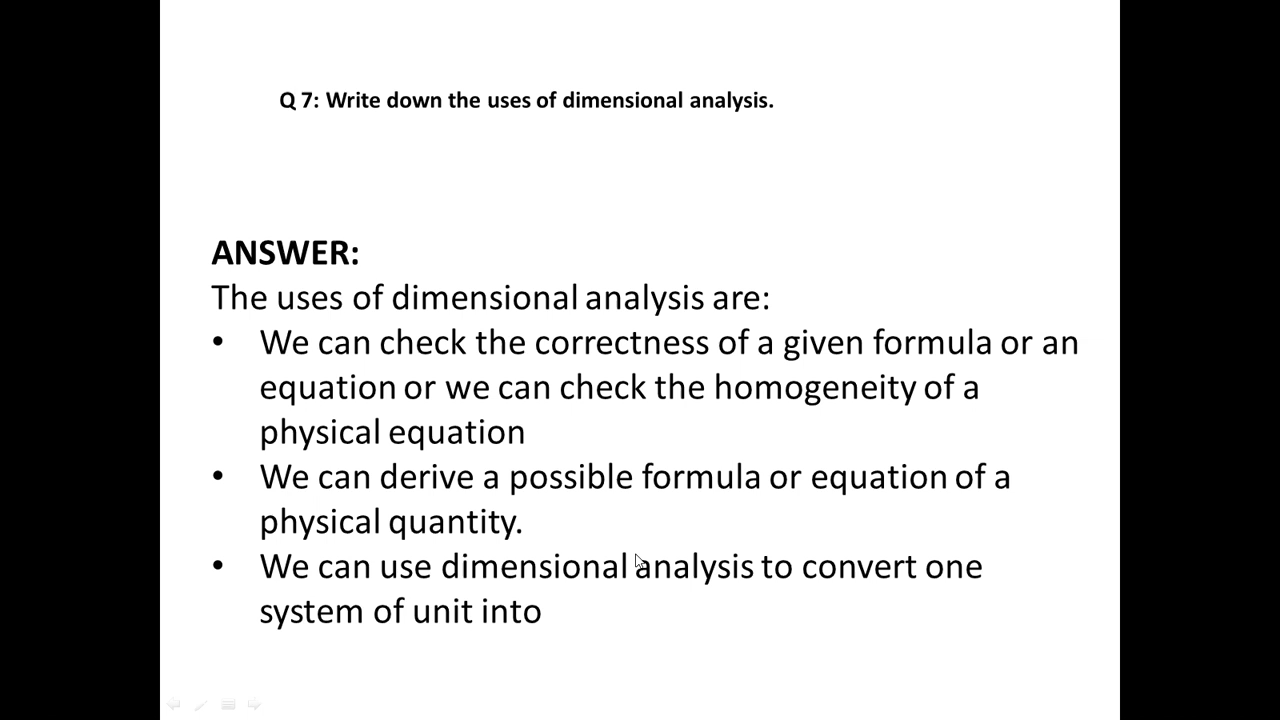 Q 7: Write down the uses of dimensional analysis.
ANSWER:
The uses of dimensional analysis are:
• We can check the correctness of a given formula or an
equation or we can check the homogeneity of a
physical equation
• We can derive a possible formula or equation of a
physical quantity.
• We can use dimensional analysis to convert one
system of unit into